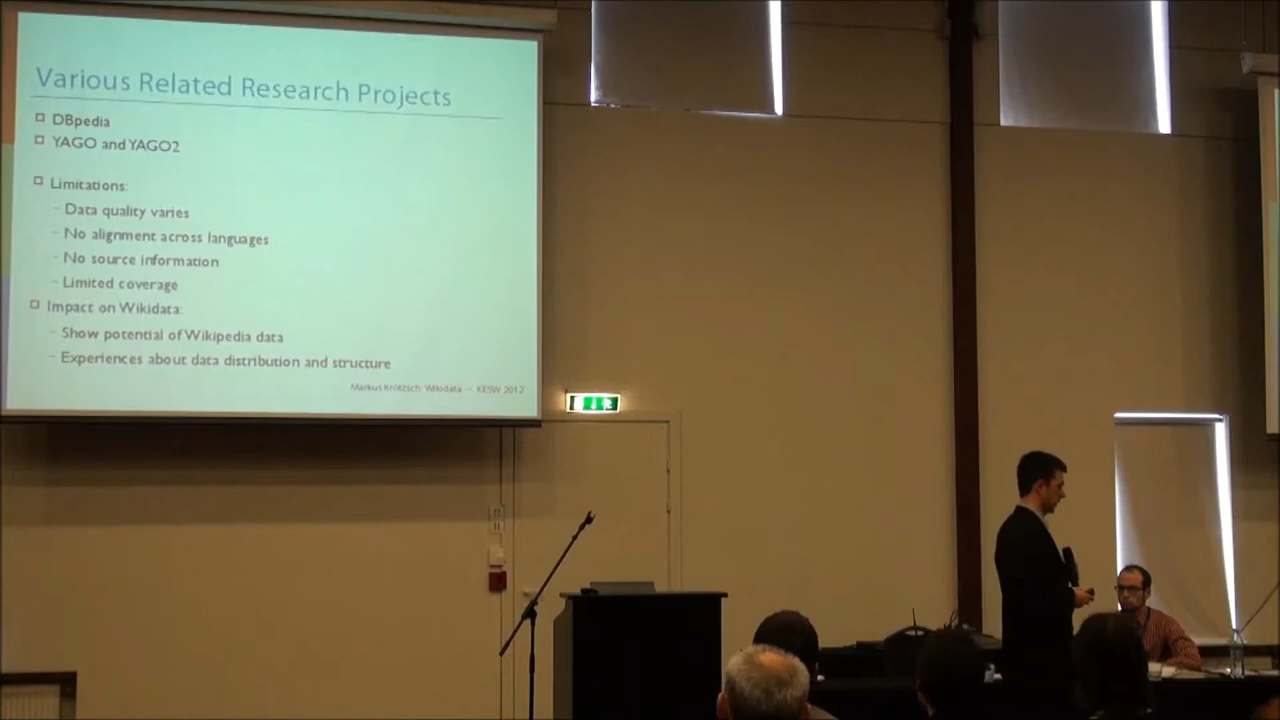 Various Related Research Projects
DBpedia
YAGO and YAGO2
Limitations:
– Data quality varies
– No alignment across languages
– No source information
– Limited coverage
Impact on Wikidata:
– Show potential of Wikipedia data
– Experiences about data distribution and structure
Markus Krötzsch: Wikidata — KESW 2012